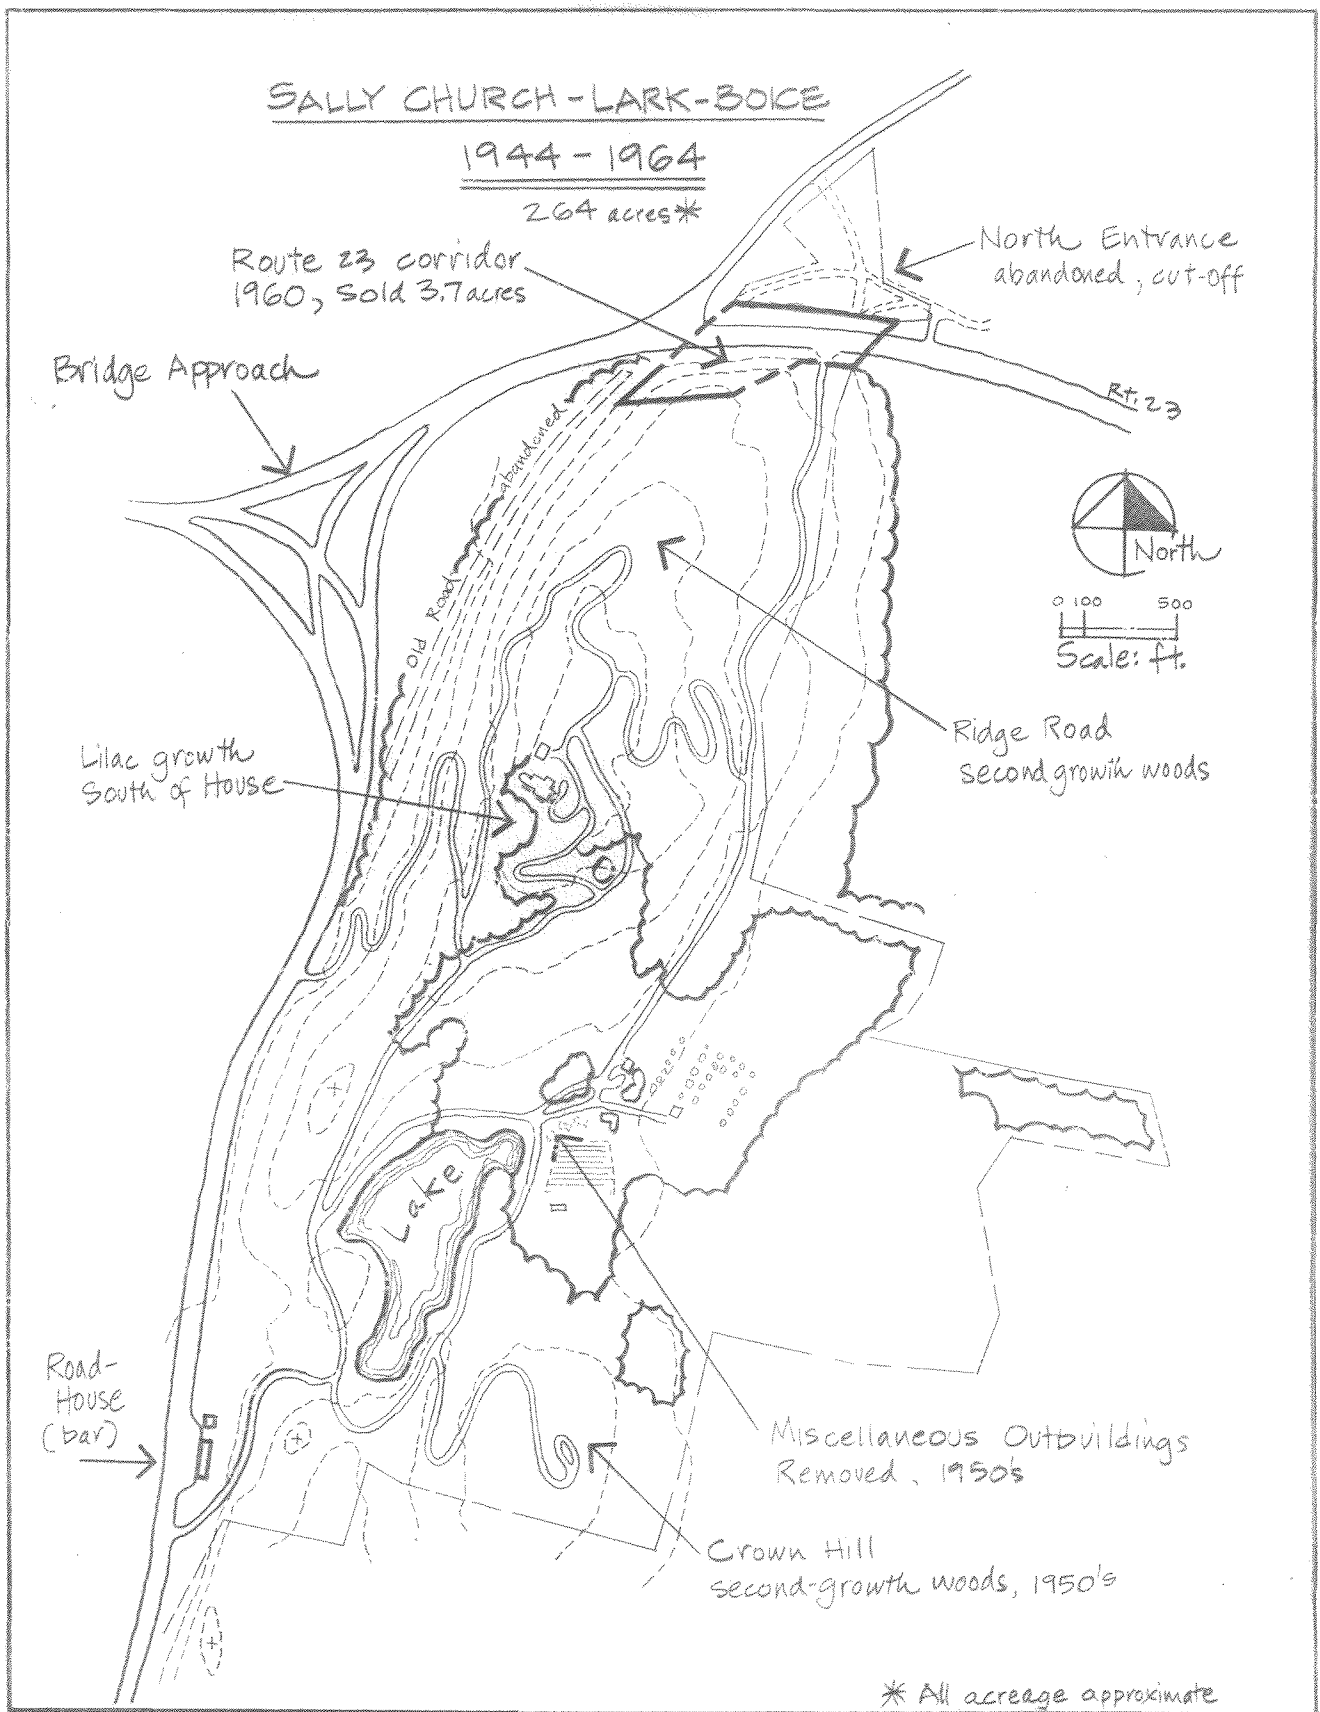 SALLY CHURCH-LARK-BOICE
1944-1964
264 acres*
Route 23 corridor
1960, Sold 3.7 acres
North Entrance
abandoned, cut-off
Bridge Approach
Rt. 23
Old Road abandoned
North
0 100 500
Scale: ft.
Ridge Road
second growth woods
Lilac growth
South of House
Lake
Road-
House
(bar)
Miscellaneous Outbuildings
Removed, 1950's
Crown Hill
second-growth woods, 1950's
* All acreage approximate